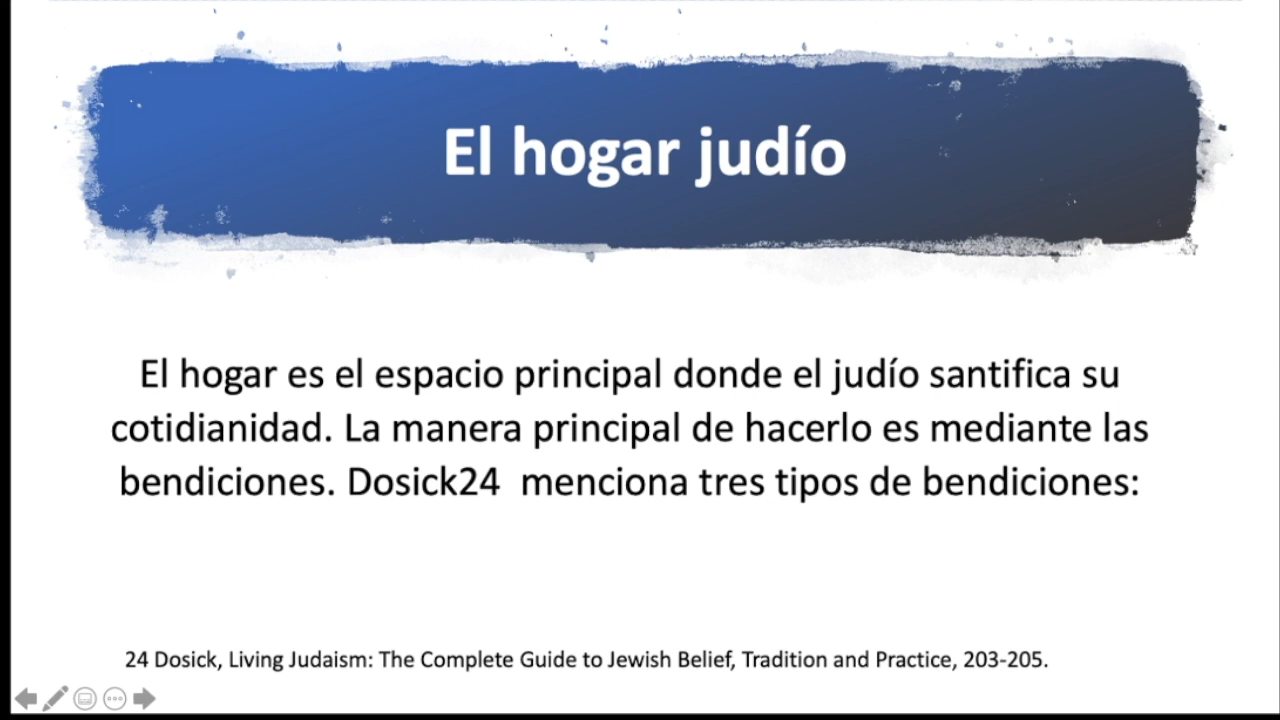 El hogar judío
El hogar es el espacio principal donde el judío santifica su
cotidianidad. La manera principal de hacerlo es mediante las
bendiciones. Dosick24  menciona tres tipos de bendiciones:
24 Dosick, Living Judaism: The Complete Guide to Jewish Belief, Tradition and Practice, 203-205.